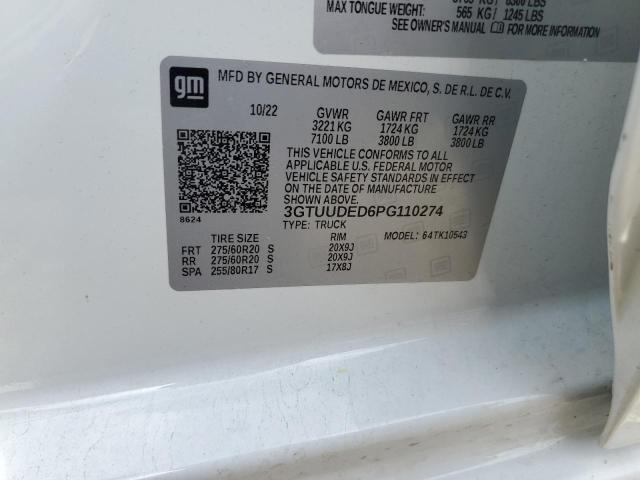 MAX TONGUE WEIGHT: 565 KG / 1245 LBS
SEE OWNER'S MANUAL FOR MORE INFORMATION
gm
MFD BY GENERAL MOTORS DE MEXICO, S. DE R.L. DE C.V.
10/22 GVWR GAWR FRT GAWR RR
3221 KG 1724 KG 1724 KG
7100 LB 3800 LB 3800 LB
THIS VEHICLE CONFORMS TO ALL
APPLICABLE U.S. FEDERAL MOTOR
VEHICLE SAFETY STANDARDS IN
EFFECT ON THE DATE OF MANUFACTURE
SHOWN ABOVE.
8624
3GTUUDED6PG110274
TYPE: TRUCK MODEL: 64TK10543
TIRE SIZE RIM
FRT 275/60R20 S 20X9J
RR 275/60R20 S 20X9J
SPA 255/80R17 S 17X8J